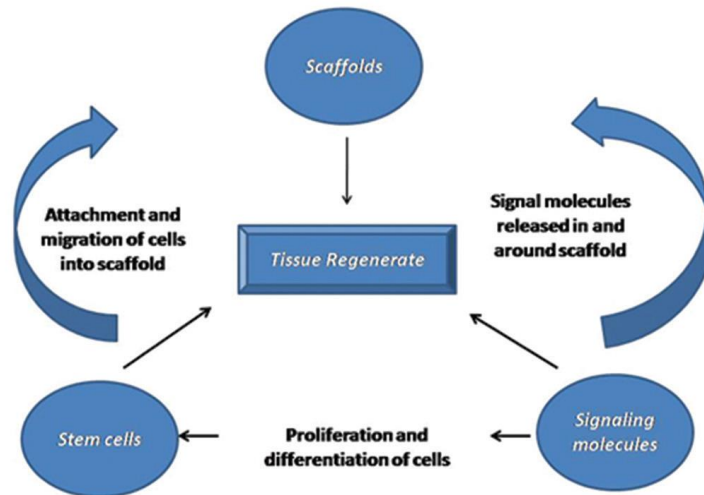 Scaffolds
Attachment and
migration of cells
into scaffold
Signal molecules
released in and
around scaffold
Tissue Regenerate
Stem cells
Proliferation and
differentiation of cells
Signaling
molecules